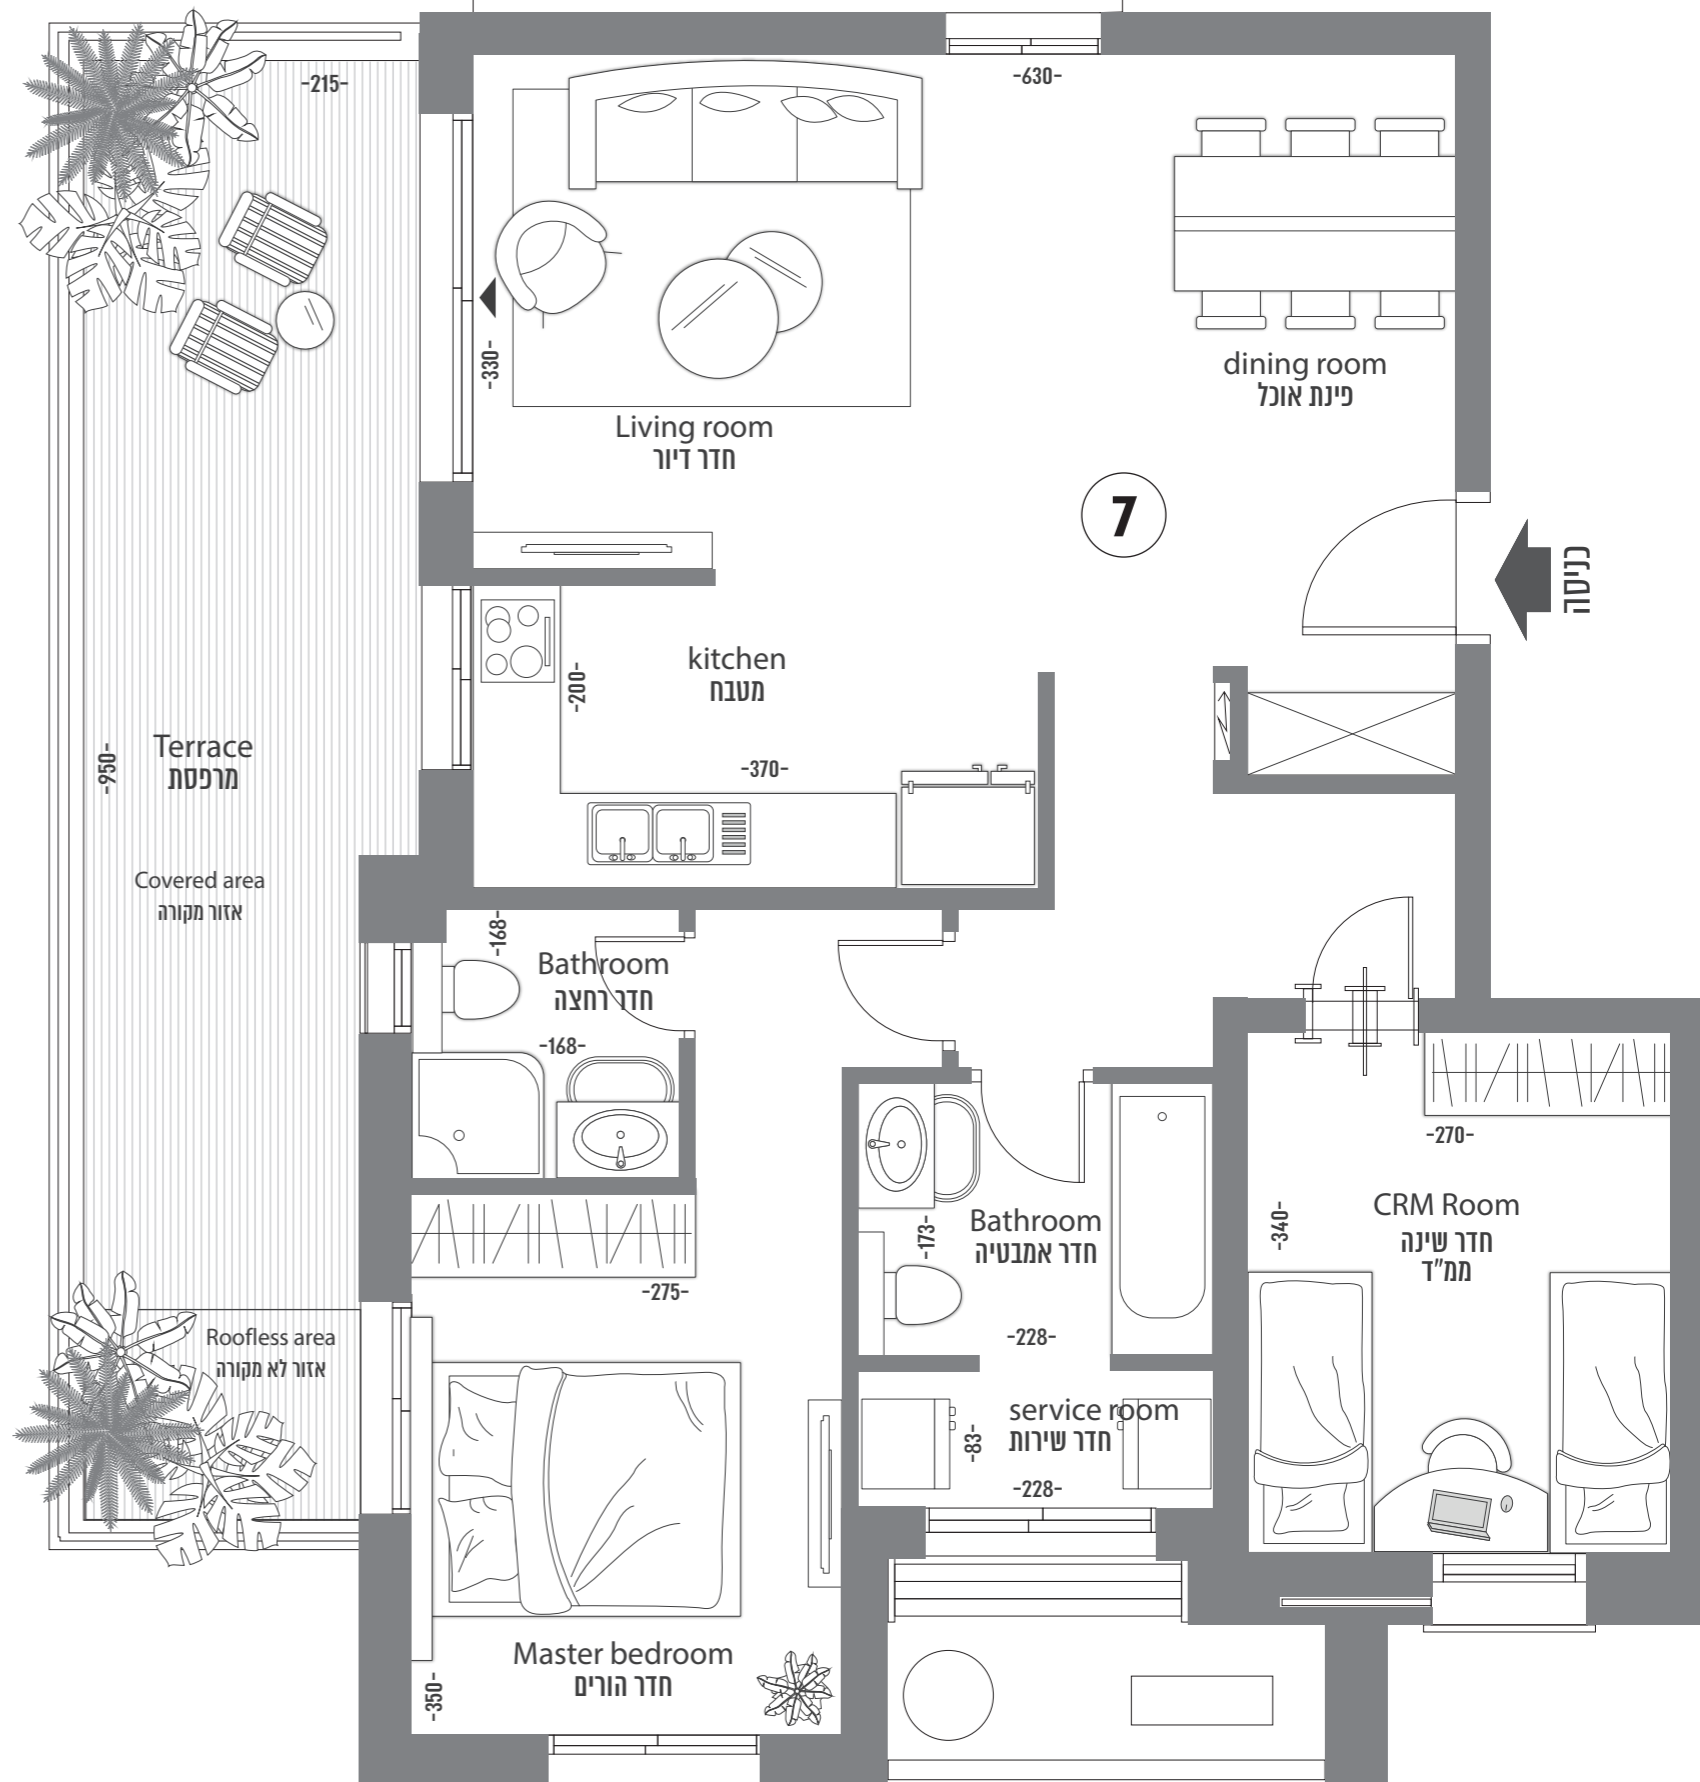 -215-
-630-
dining room
פינת אוכל
-330-
Living room
חדר דיור
7
כניסה
kitchen
מטבח
-200-
-370-
Terrace
מרפסת
-950-
Covered area
אזור מקורה
-168-
Bathroom
חדר רחצה
-168-
-270-
CRM Room
חדר שינה
ממ"ד
-340-
Bathroom
חדר אמבטיה
-173-
-228-
-275-
Roofless area
אזור לא מקורה
service room
חדר שירות
-83-
-228-
Master bedroom
חדר הורים
-350-